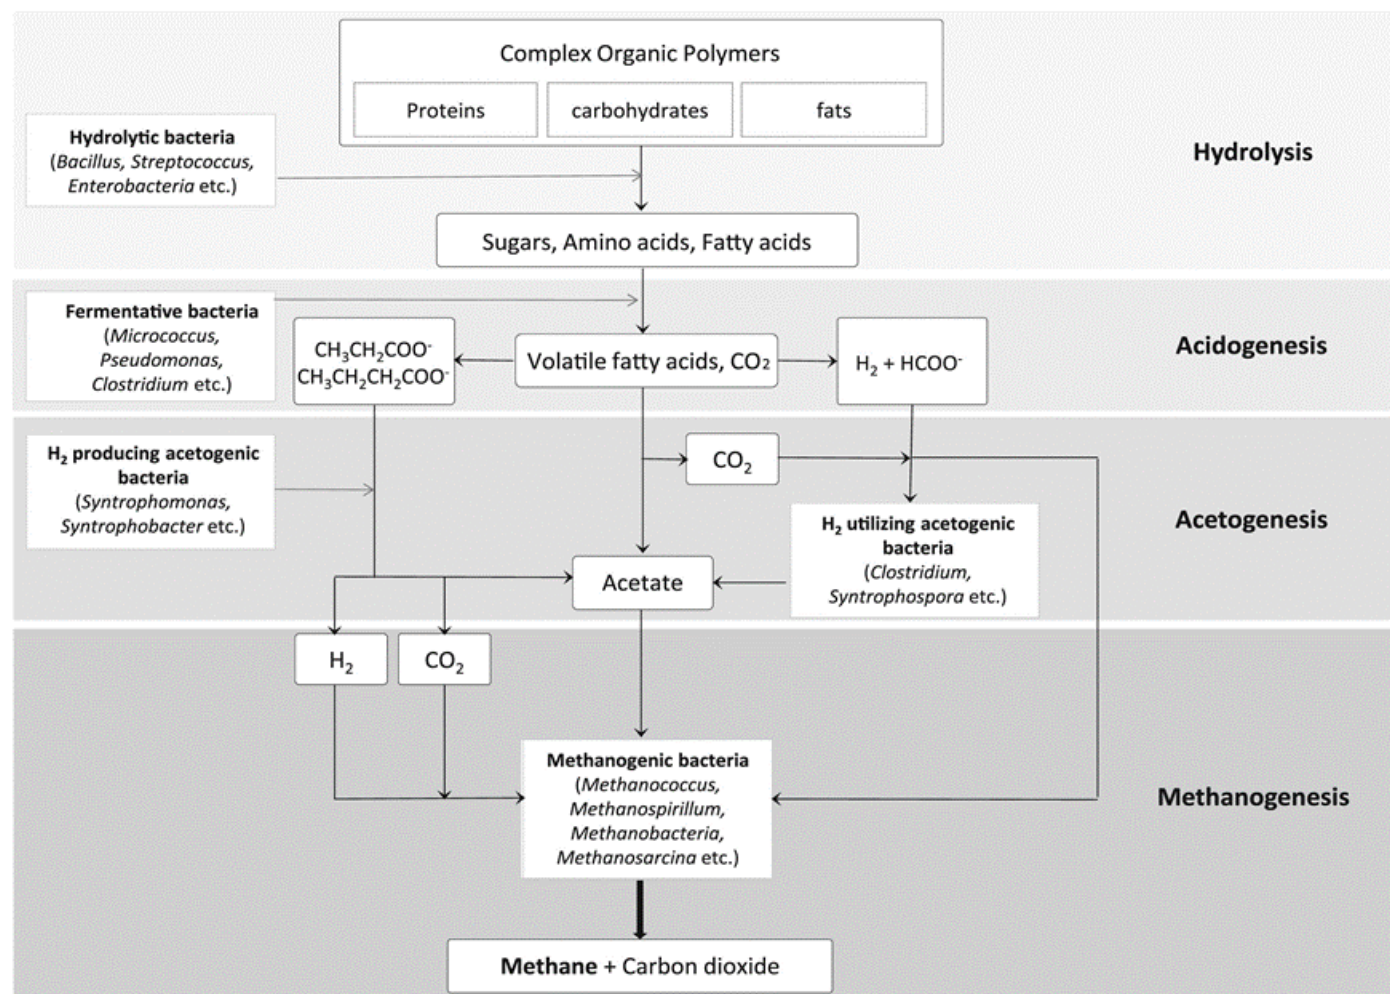 Complex Organic Polymers
Proteins
carbohydrates
fats
Hydrolytic bacteria
(Bacillus, Streptococcus,
Enterobacteria etc.)
Hydrolysis
Sugars, Amino acids, Fatty acids
Fermentative bacteria
(Micrococcus,
Pseudomonas,
Clostridium etc.)
CH₃CH₂COO⁻
CH₃CH₂CH₂COO⁻
Volatile fatty acids, CO₂
H₂ + HCOO⁻
Acidogenesis
H₂ producing acetogenic
bacteria
(Syntrophomonas,
Syntrophobacter etc.)
CO₂
H₂ utilizing acetogenic
bacteria
(Clostridium,
Syntrophospora etc.)
Acetogenesis
Acetate
H₂
CO₂
Methanogenic bacteria
(Methanococcus,
Methanospirillum,
Methanobacteria,
Methanosarcina etc.)
Methanogenesis
Methane + Carbon dioxide